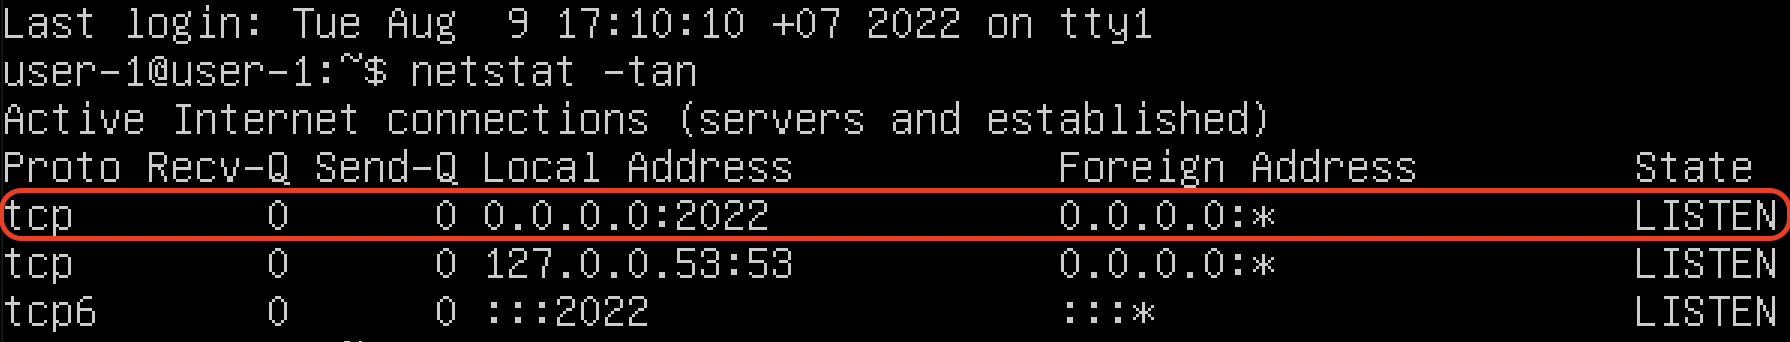 Last login: Tue Aug  9 17:10:10 +07 2022 on tty1
user-1@user-1:~$ netstat -tan
Active Internet connections (servers and established)
Proto Recv-Q Send-Q Local Address           Foreign Address         State
tcp        0      0 0.0.0.0:2022            0.0.0.0:*               LISTEN
tcp        0      0 127.0.0.53:53           0.0.0.0:*               LISTEN
tcp6       0      0 :::2022                 :::*                    LISTEN